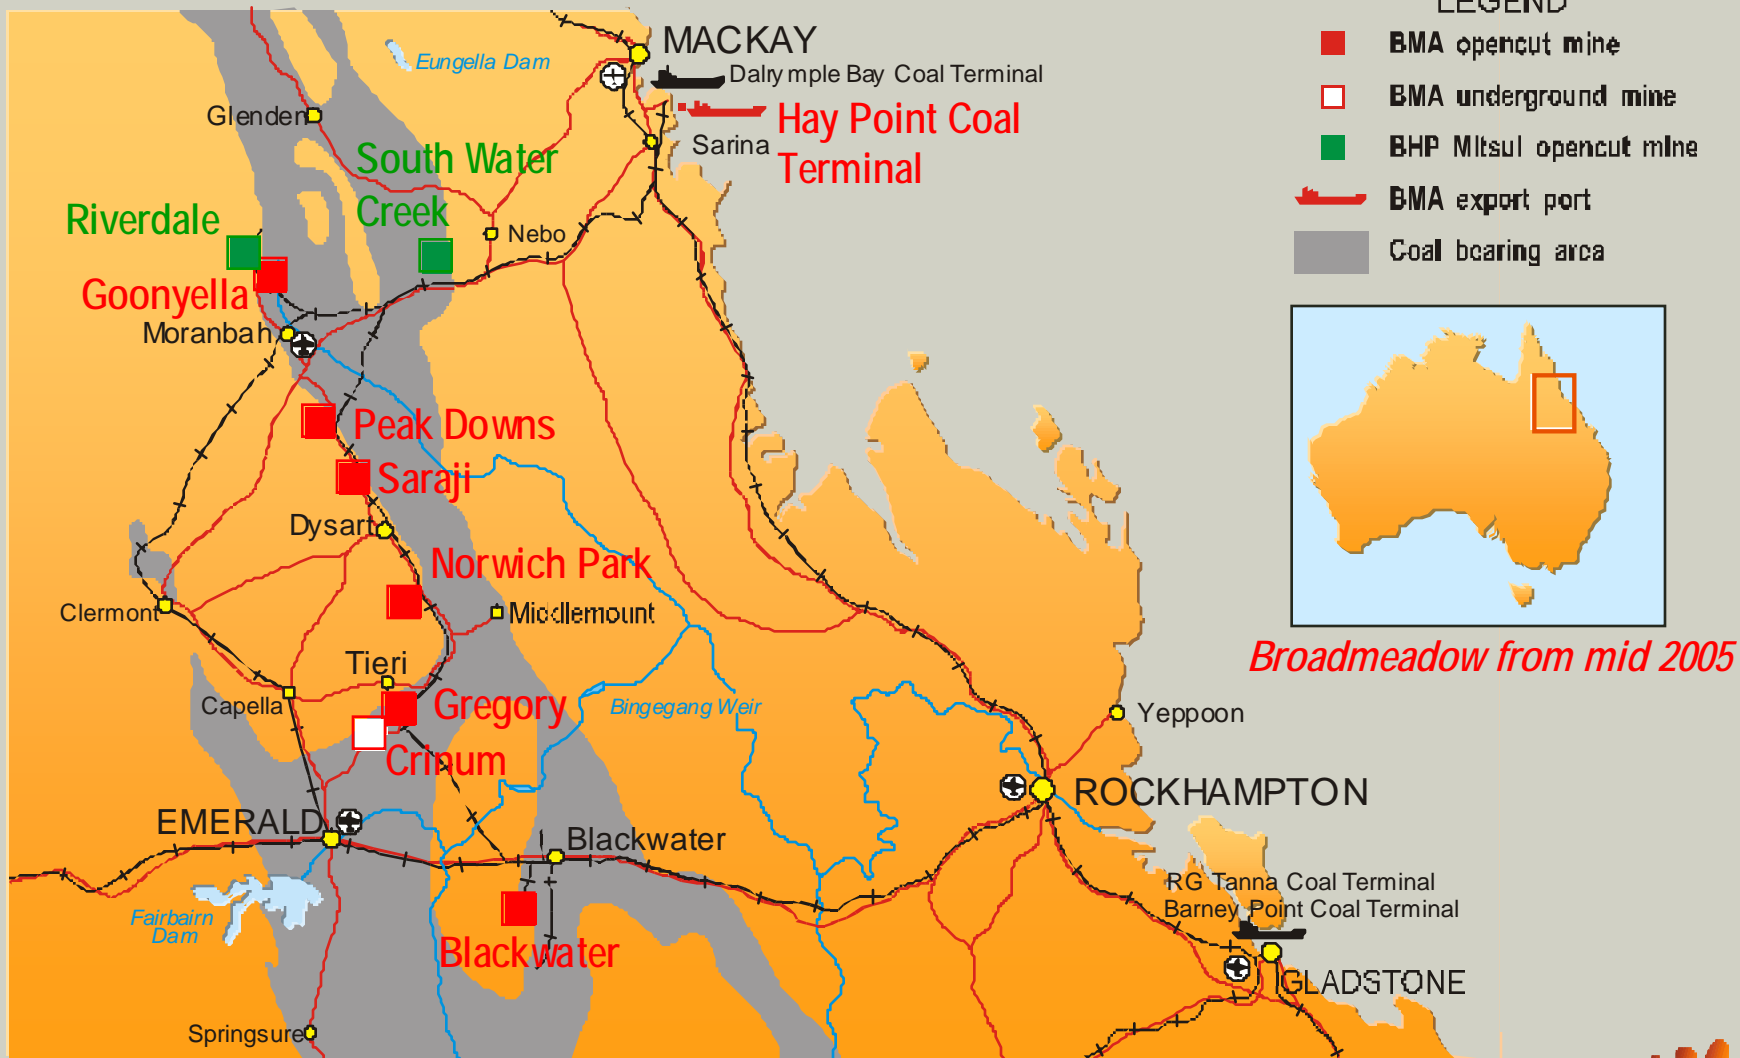 LEGEND
BMA opencut mine
BMA underground mine
BHP Mitsui opencut mine
BMA export port
Coal bearing area
MACKAY
Eungella Dam
Dalrymple Bay Coal Terminal
Hay Point Coal
Terminal
Glenden
Sarina
South Water
Creek
Riverdale
Nebo
Goonyella
Moranbah
Peak Downs
Saraji
Dysart
Norwich Park
Clermont
Middlemount
Broadmeadow from mid 2005
Tieri
Capella
Gregory
Bingegang Weir
Yeppoon
Crinum
ROCKHAMPTON
EMERALD
Blackwater
RG Tanna Coal Terminal
Barney Point Coal Terminal
Fairbairn
Dam
Blackwater
GLADSTONE
Springsure